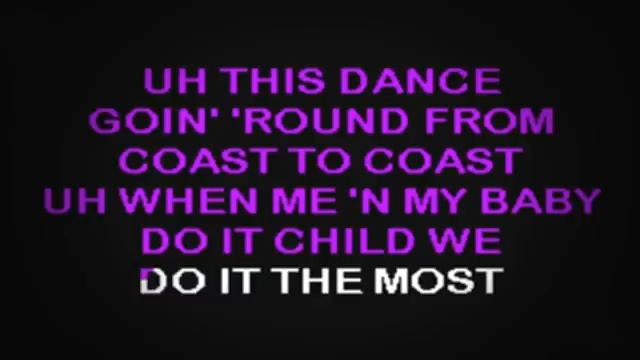 UH THIS DANCE
GOIN' 'ROUND FROM
COAST TO COAST
UH WHEN ME 'N MY BABY
DO IT CHILD WE
DO IT THE MOST